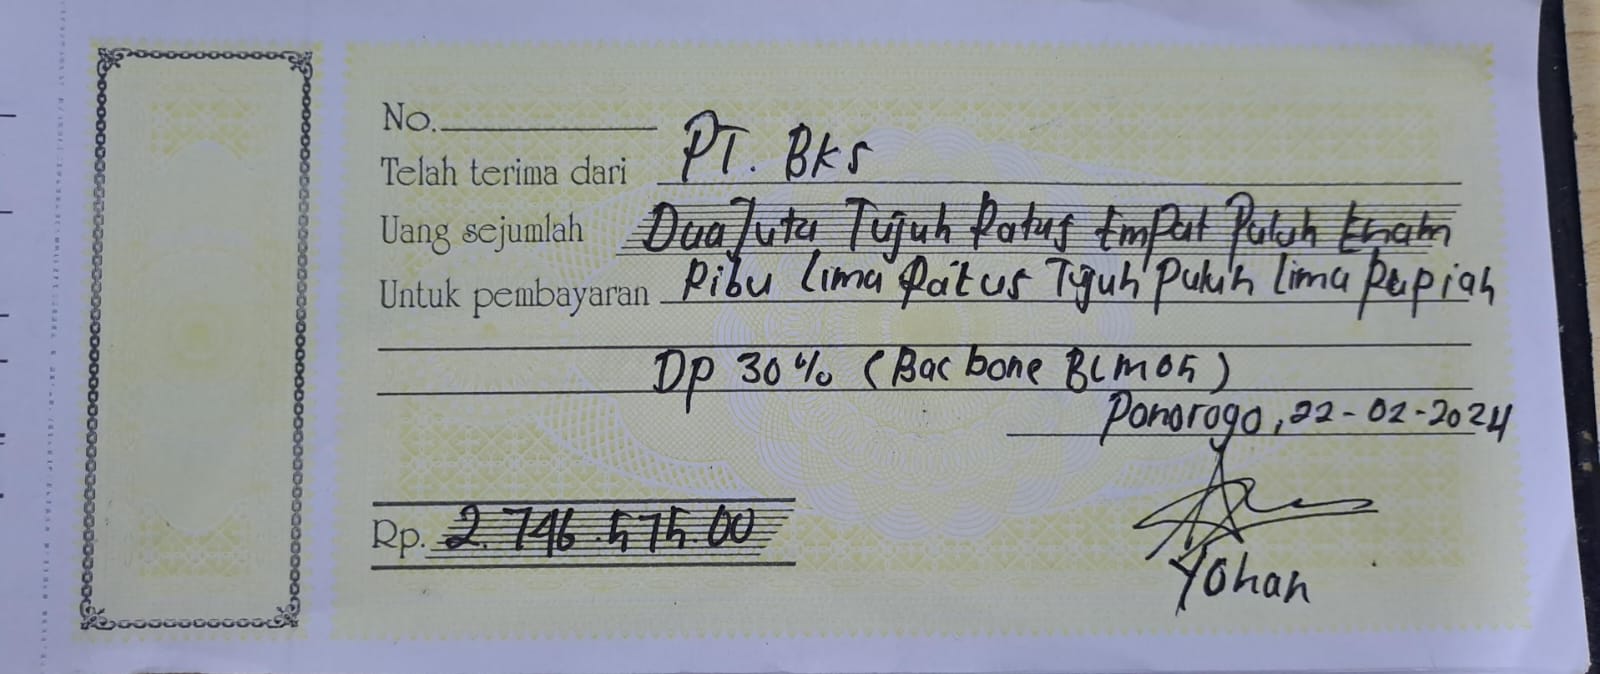 No.
Telah terima dari PT. BKS
Uang sejumlah Dua Juta Tujuh Ratus Empat Puluh Enam
Untuk pembayaran Ribu Lima Ratus Tujuh Puluh Lima Rupiah
DP 30% (Bac bone BLM05)
Ponorogo, 22-02-2024
Rp. 2.746.575.00
Yohan